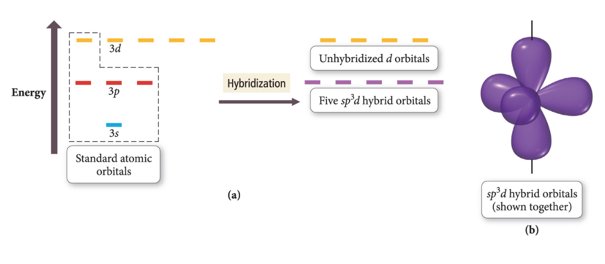 Energy
3d
3p
3s
Standard atomic
orbitals
Hybridization
Unhybridized d orbitals
Five sp³d hybrid orbitals
(a)
sp³d hybrid orbitals
(shown together)
(b)